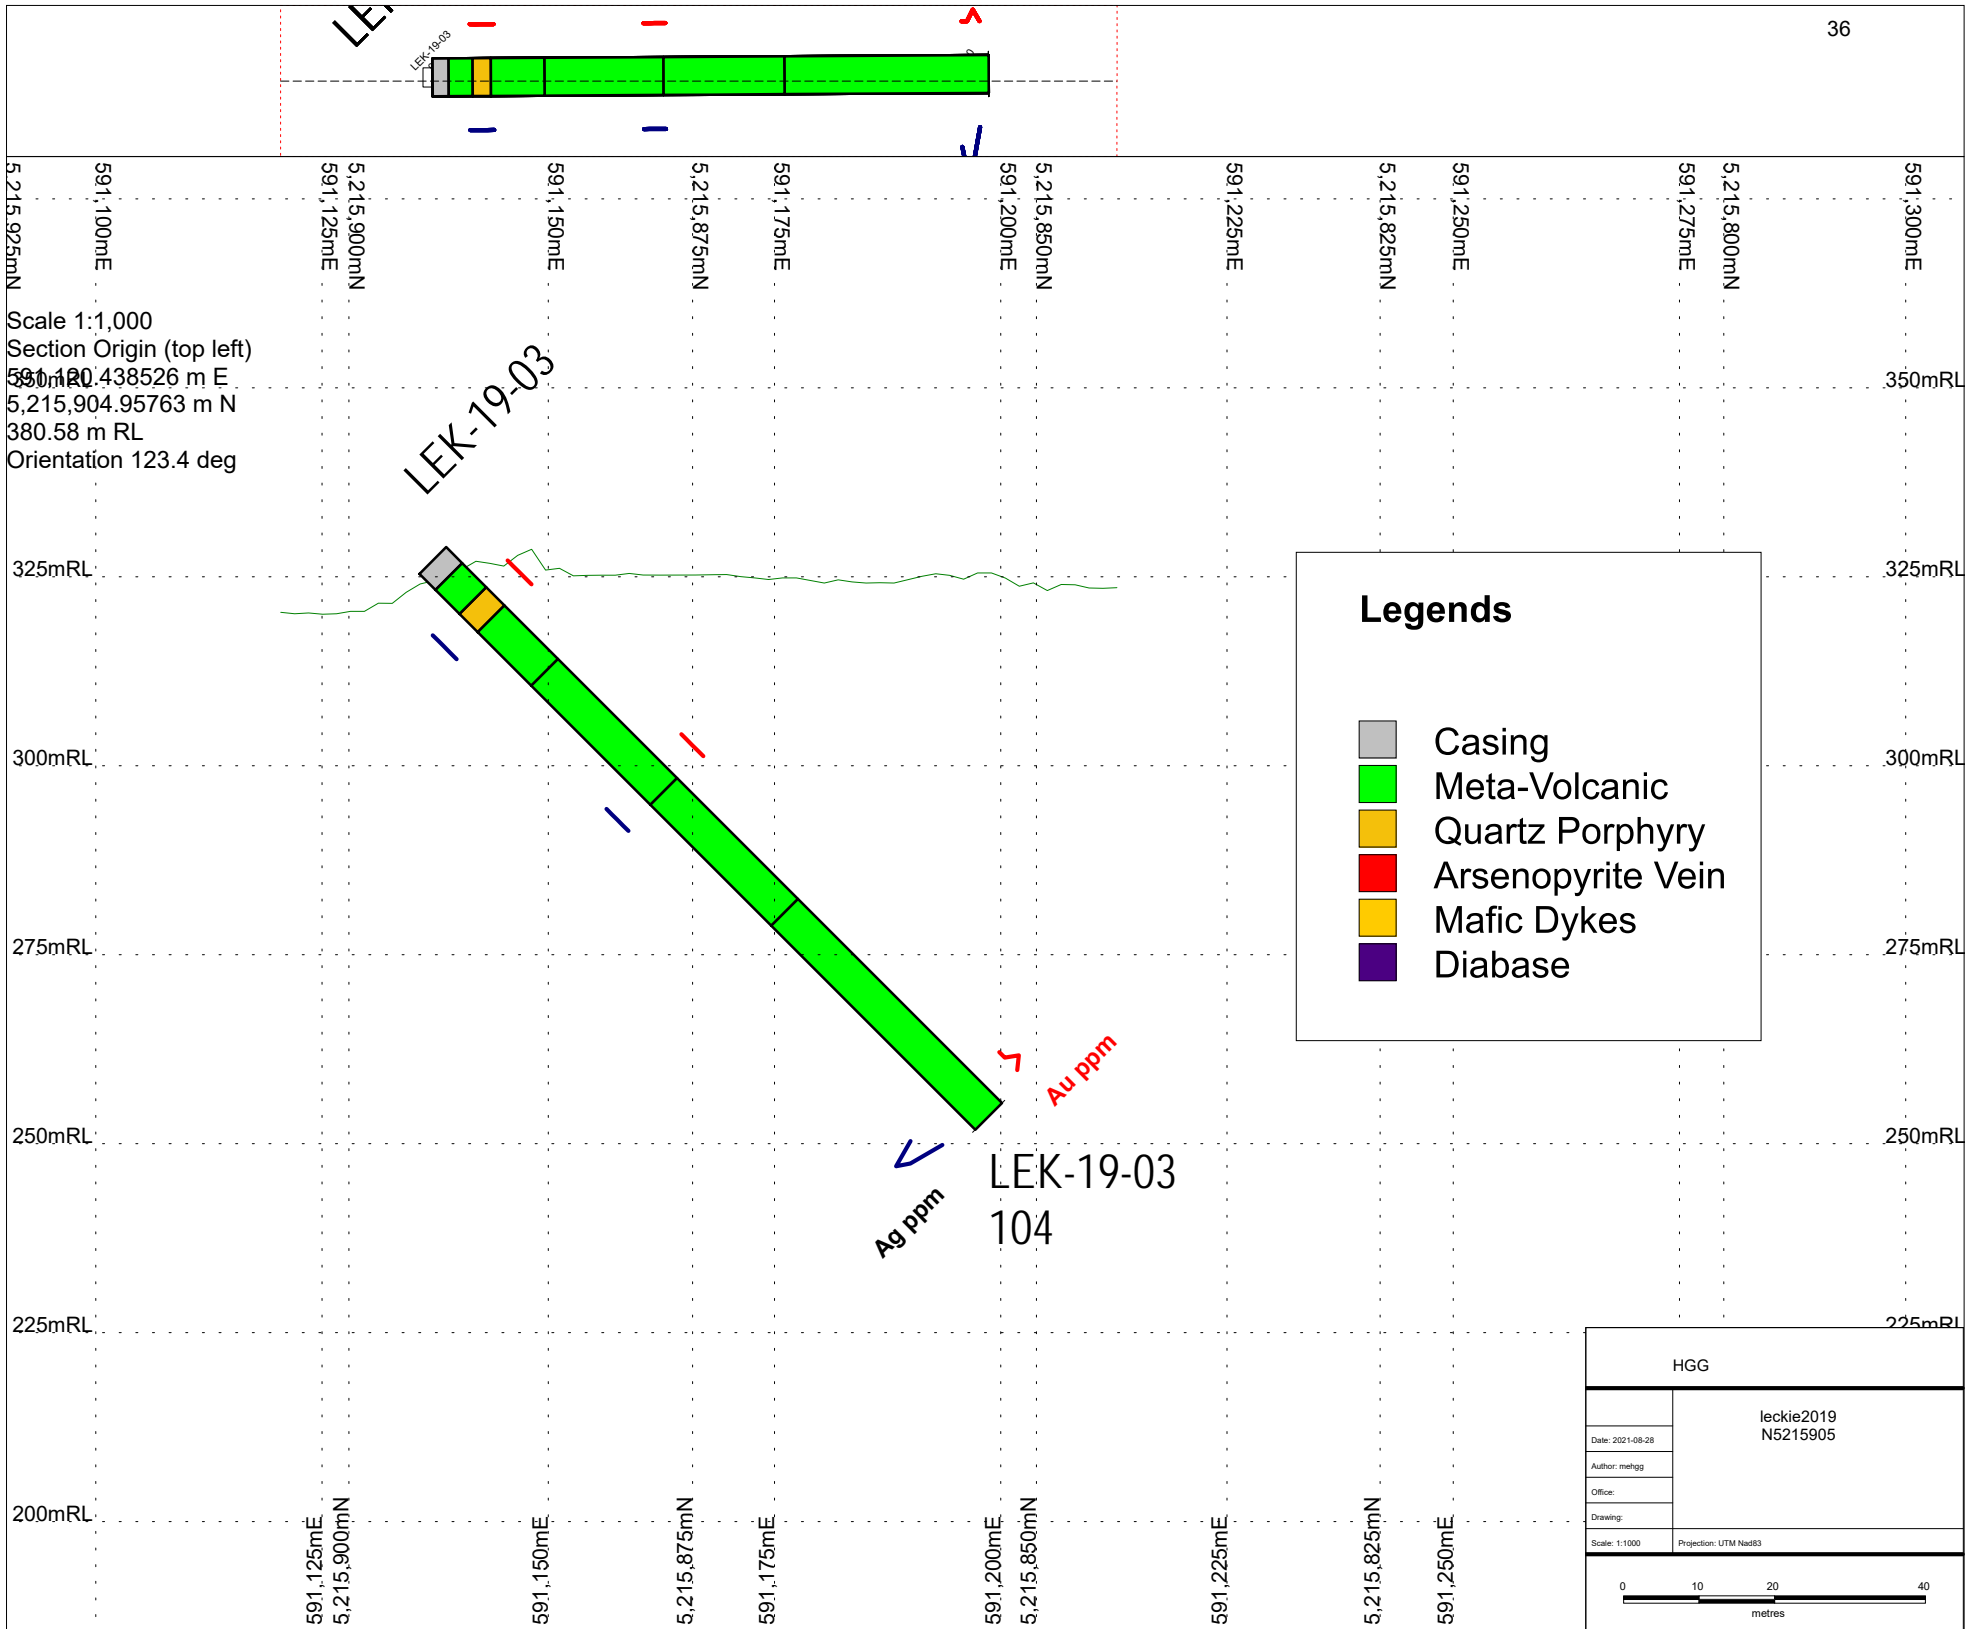 LEK-19-03
36
5,215,925mN
591,100mE
591,125mE
5,215,900mN
591,150mE
5,215,875mN
591,175mE
591,200mE
5,215,850mN
591,225mE
5,215,825mN
591,250mE
591,275mE
5,215,800mN
591,300mE
Scale 1:1,000
Section Origin (top left)
591,120.438526 m E
350mRL
5,215,904.95763 m N
380.58 m RL
Orientation 123.4 deg
LEK-19-03
350mRL
325mRL
325mRL
300mRL
300mRL
275mRL
275mRL
250mRL
250mRL
225mRL
225mRL
200mRL
Legends
Casing
Meta-Volcanic
Quartz Porphyry
Arsenopyrite Vein
Mafic Dykes
Diabase
Au ppm
Ag ppm
LEK-19-03
104
591,125mE
5,215,900mN
591,150mE
5,215,875mN
591,175mE
591,200mE
5,215,850mN
591,225mE
5,215,825mN
591,250mE
HGG
leckie2019
N5215905
Date: 2021-08-28
Author: mehgg
Office:
Drawing:
Scale: 1:1000
Projection: UTM Nad83
0 10 20 40
metres